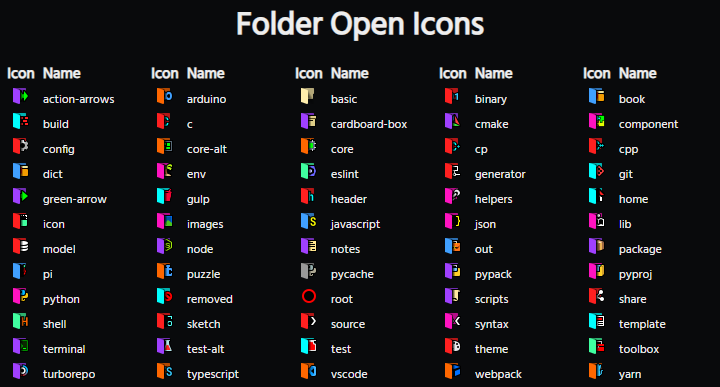 Folder Open Icons
Icon Name Icon Name Icon Name Icon Name Icon Name
action-arrows arduino basic binary book
build c cardboard-box cmake component
config core-alt core cp cpp
dict env eslint generator git
green-arrow gulp header helpers home
icon images javascript json lib
model node notes out package
pi puzzle pycache pypack pyproj
python removed root scripts share
shell sketch source syntax template
terminal test-alt test theme toolbox
turborepo typescript vscode webpack yarn